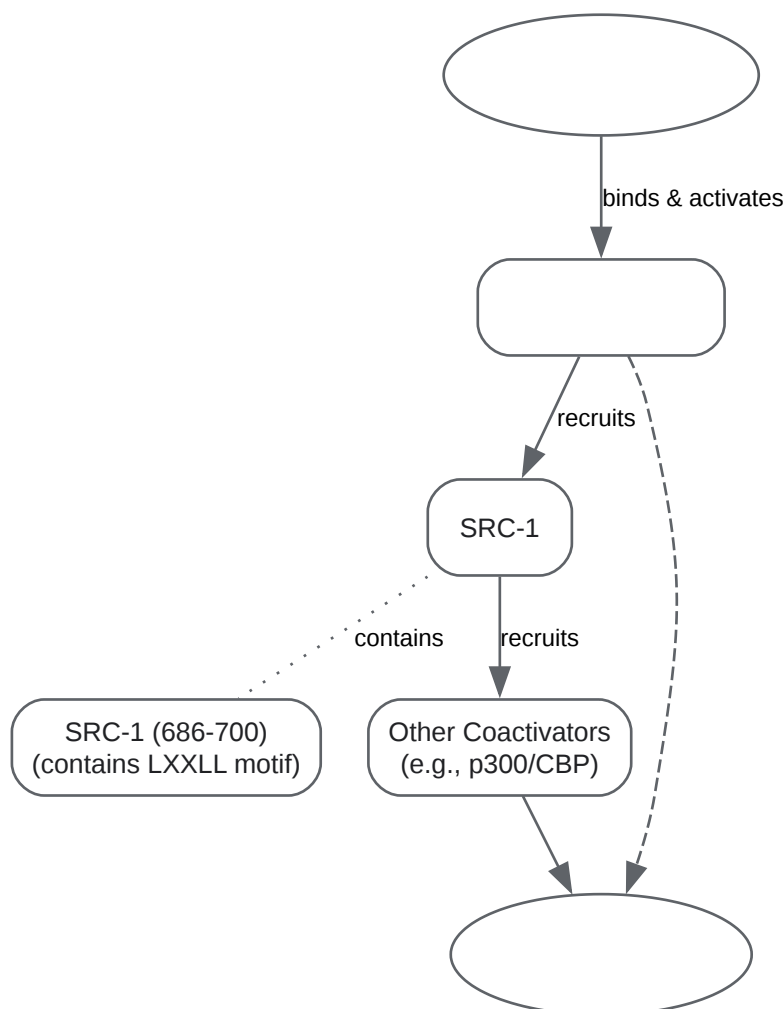 binds & activates
recruits
SRC-1
contains
recruits
SRC-1 (686-700)
(contains LXXLL motif)
Other Coactivators
(e.g., p300/CBP)